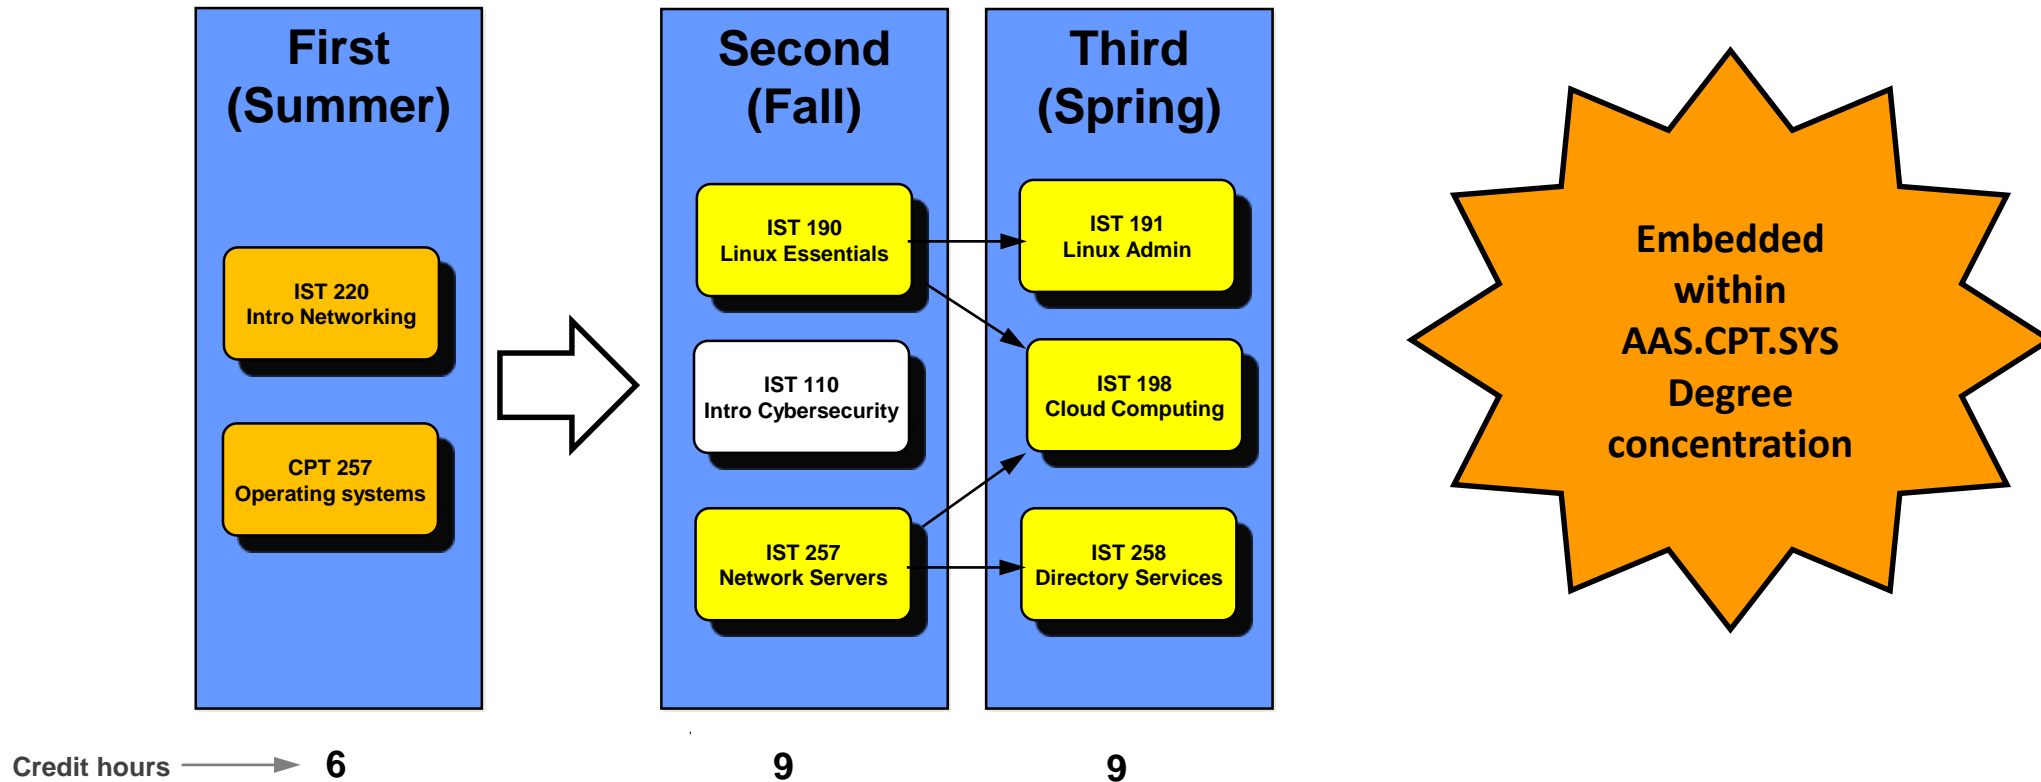 First
(Summer)
IST 220
Intro Networking
CPT 257
Operating systems
Second
(Fall)
IST 190
Linux Essentials
IST 110
Intro Cybersecurity
IST 257
Network Servers
Third
(Spring)
IST 191
Linux Admin
IST 198
Cloud Computing
IST 258
Directory Services
Embedded
within
AAS.CPT.SYS
Degree
concentration
Credit hours
6
9
9